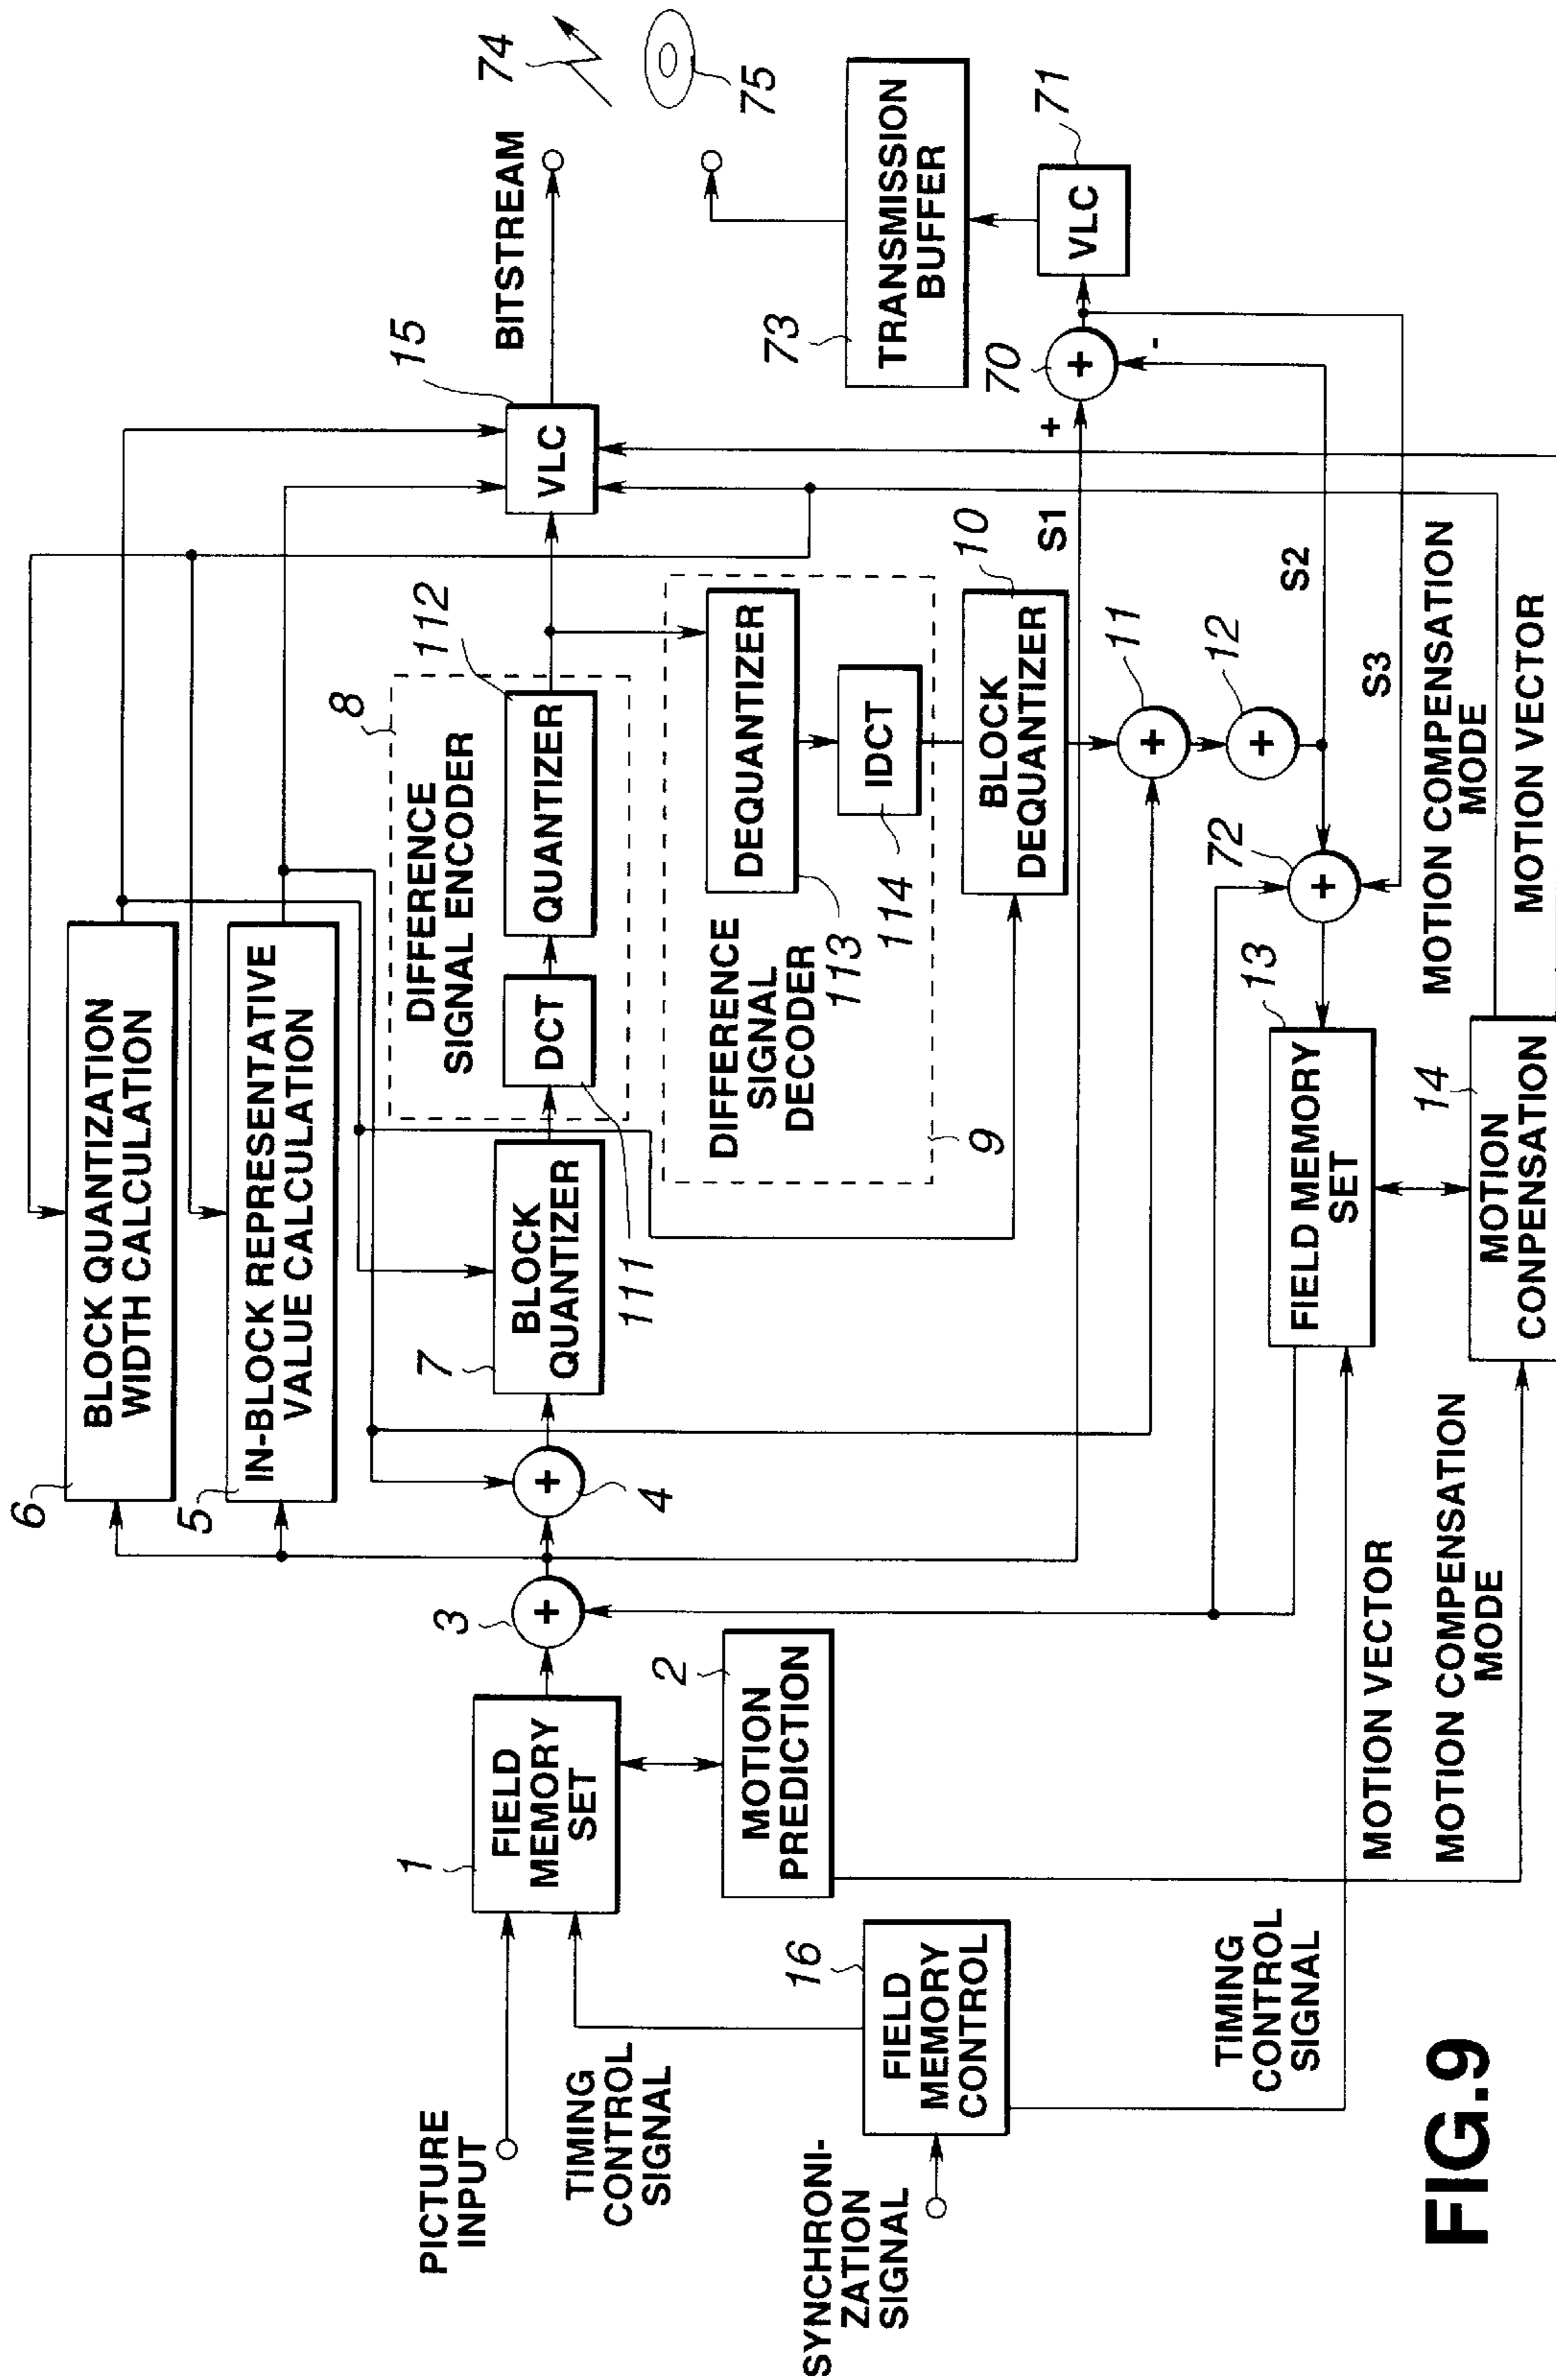 BLOCK QUANTIZATION
WIDTH CALCULATION
6
IN-BLOCK REPRESENTATIVE
VALUE CALCULATION
5
PICTURE
INPUT
TIMING
CONTROL
SIGNAL
1
FIELD
MEMORY
SET
3
+
4
+
7
BLOCK
QUANTIZER
111
8
DIFFERENCE
SIGNAL ENCODER
DCT
QUANTIZER
112
15
VLC
BITSTREAM
74
75
2
MOTION
PREDICTION
DIFFERENCE
SIGNAL
DECODER
9
DEQUANTIZER
113
IDCT
114
10
BLOCK
DEQUANTIZER
73
TRANSMISSION
BUFFER
S1
+
70
+
-
71
VLC
11
+
12
+
S2
S3
72
+
SYNCHRONI-
ZATION
SIGNAL
16
FIELD
MEMORY
CONTROL
TIMING
CONTROL
SIGNAL
13
FIELD MEMORY
SET
MOTION VECTOR
MOTION COMPENSATION
MODE
14
MOTION
CONPENSATION
MOTION COMPENSATION
MODE
MOTION VECTOR
FIG.9